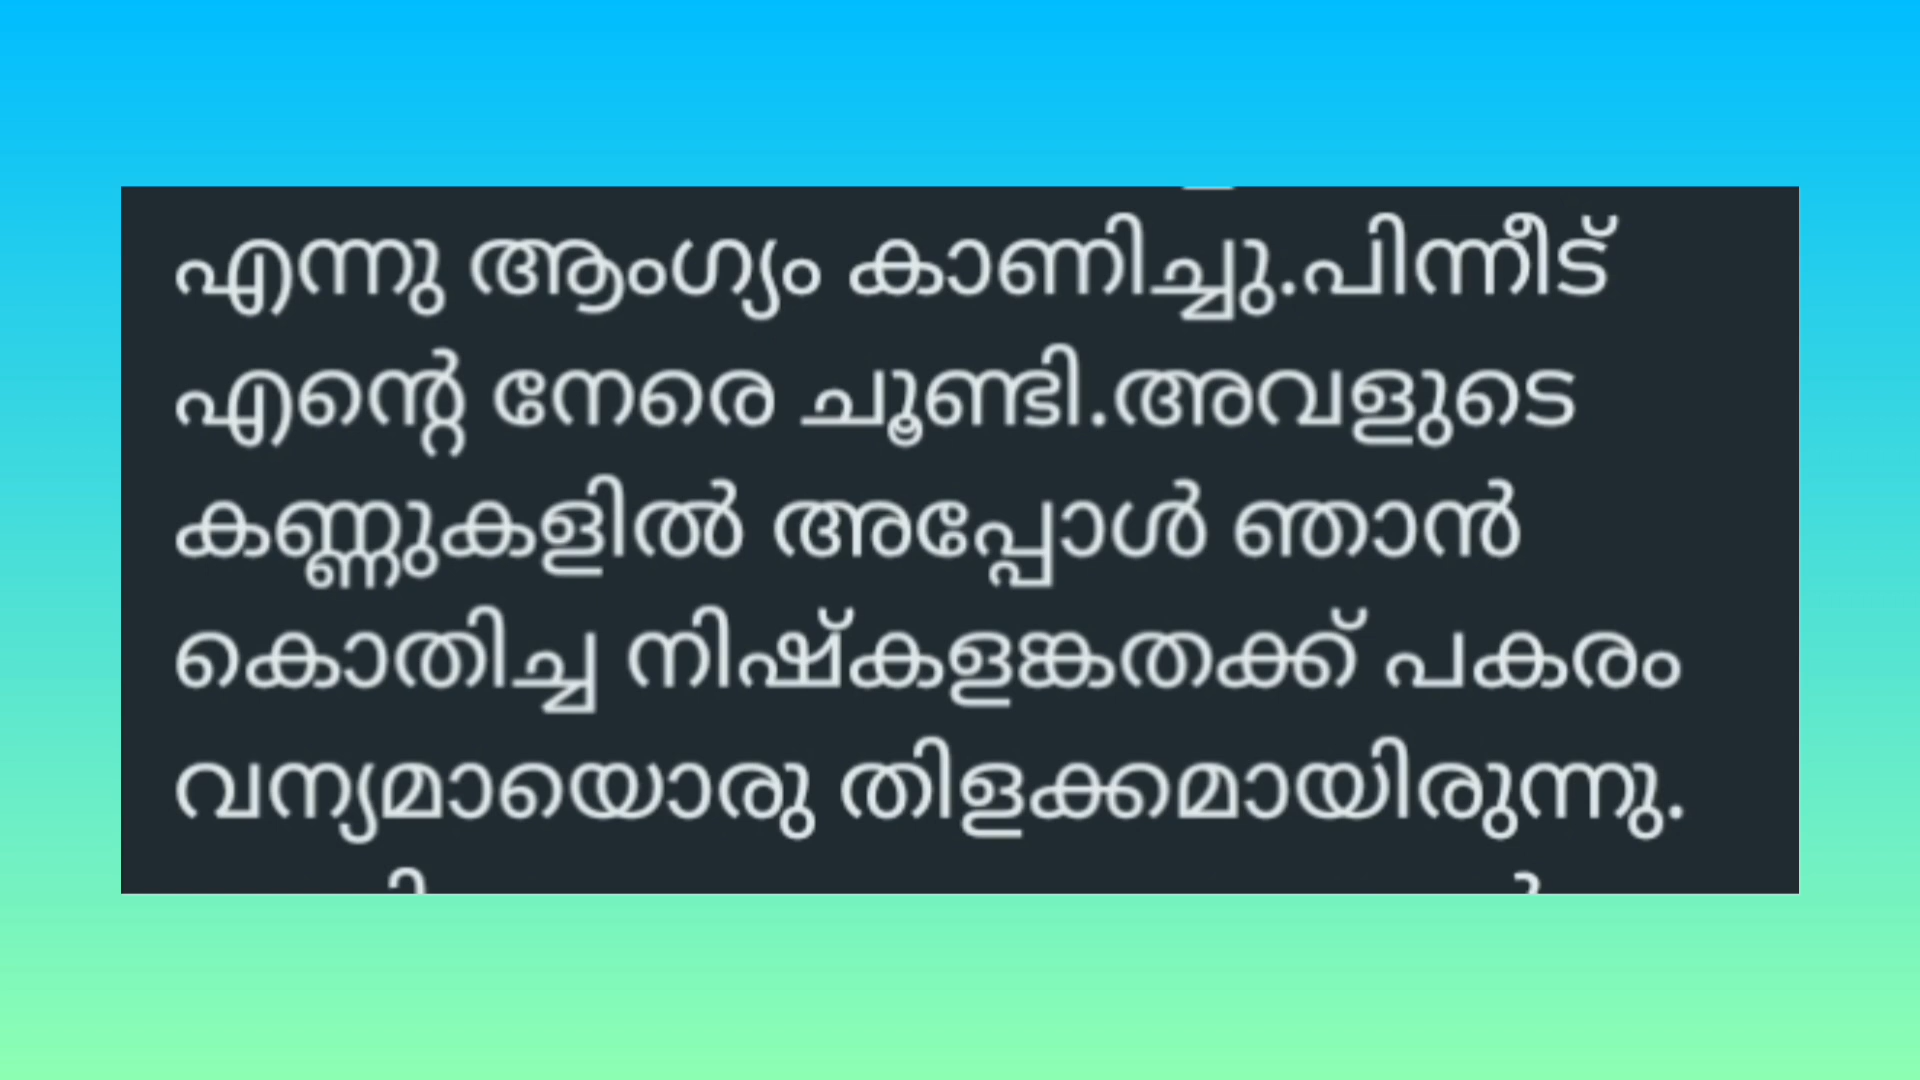 എന്നു ആംഗ്യം കാണിച്ചു.പിന്നീട്
എന്റെ നേരെ ചൂണ്ടി.അവളുടെ
കണ്ണുകളിൽ അപ്പോൾ ഞാൻ
കൊതിച്ച നിഷ്കളങ്കതക്ക് പകരം
വന്യമായൊരു തിളക്കമായിരുന്നു.